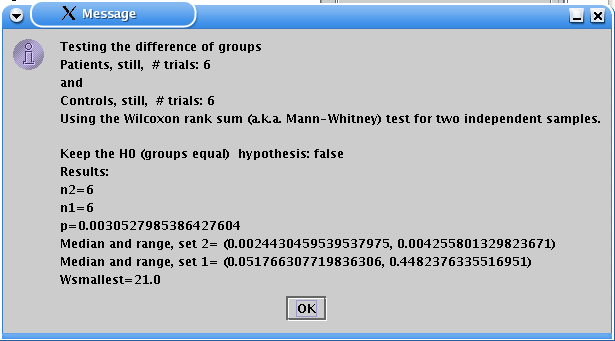 X Message
Testing the difference of groups
Patients, still, # trials: 6
and
Controls, still, # trials: 6
Using the Wilcoxon rank sum (a.k.a. Mann-Whitney) test for two independent samples.
Keep the H0 (groups equal) hypothesis: false
Results:
n2=6
n1=6
p=0.0030527985386427604
Median and range, set 2= (0.0024430459539537975, 0.004255801329823671)
Median and range, set 1= (0.051766307719836306, 0.4482376335516951)
Wsmallest=21.0
OK